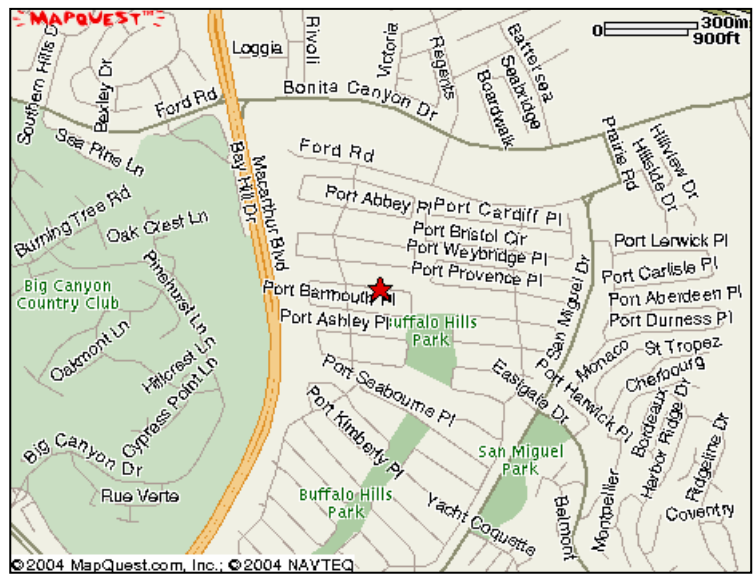 MAPQUEST™
300m
0
900ft
Southern Hills Dr
Bexley Dr
Ford Rd
Loggia
Rivoli
Victoria
Regents
Battersea
Seabridge
Boardwalk
Bonita Canyon Dr
Sea Pine Ln
Bay Hill Dr
Macarthur Blvd
Ford Rd
Prairie Rd
Hillview Dr
Hillside Dr
Burning Tree Rd
Oak Crest Ln
Port Abbey Pl
Port Cardiff Pl
Port Bristol Cir
Port Weybridge Pl
Port Provence Pl
San Miguel Dr
Port Lerwick Pl
Port Carlisle Pl
Port Aberdeen Pl
Port Durness Pl
Big Canyon
Country Club
Pinehurst Ln
Port Barmouth Pl
Port Ashley Pl
Buffalo Hills
Park
Oakmont Ln
Hillcrest Ln
Cypress Point Ln
Port Seabourne Pl
Eastgate Dr
Port Harwick Pl
Monaco
St Tropez
Cherbourg
Bordeaux
Harbor Ridge Dr
Ridgeline Dr
Port Kimberly Pl
San Miguel
Park
Big Canyon Dr
Rue Verte
Buffalo Hills
Park
Yacht Coquette
Belmont
Montpellier
Coventry
©2004 MapQuest.com, Inc.; ©2004 NAVTEQ